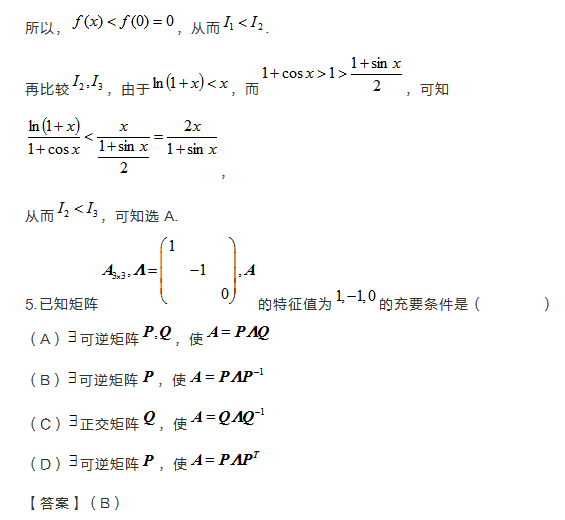 所以，f(x)<f(0)=0，从而 I₁<I₂.
再比较 I₂,I₃，由于 ln(1+x)<x，而 1+cos x>1>(1+sin x)/2，可知
ln(1+x)/(1+cos x) < x/((1+sin x)/2) = 2x/(1+sin x)，
从而 I₂<I₃，可知选 A.
5.已知矩阵 A₃ₓ₃, Λ=(1 -1 0), A 的特征值为 1,-1,0 的充要条件是（ ）
（A）∃可逆矩阵 P,Q，使 A=PΛQ
（B）∃可逆矩阵 P，使 A=PΛP⁻¹
（C）∃正交矩阵 Q，使 A=QΛQ⁻¹
（D）∃可逆矩阵 P，使 A=PΛPᵀ
【答案】（B）